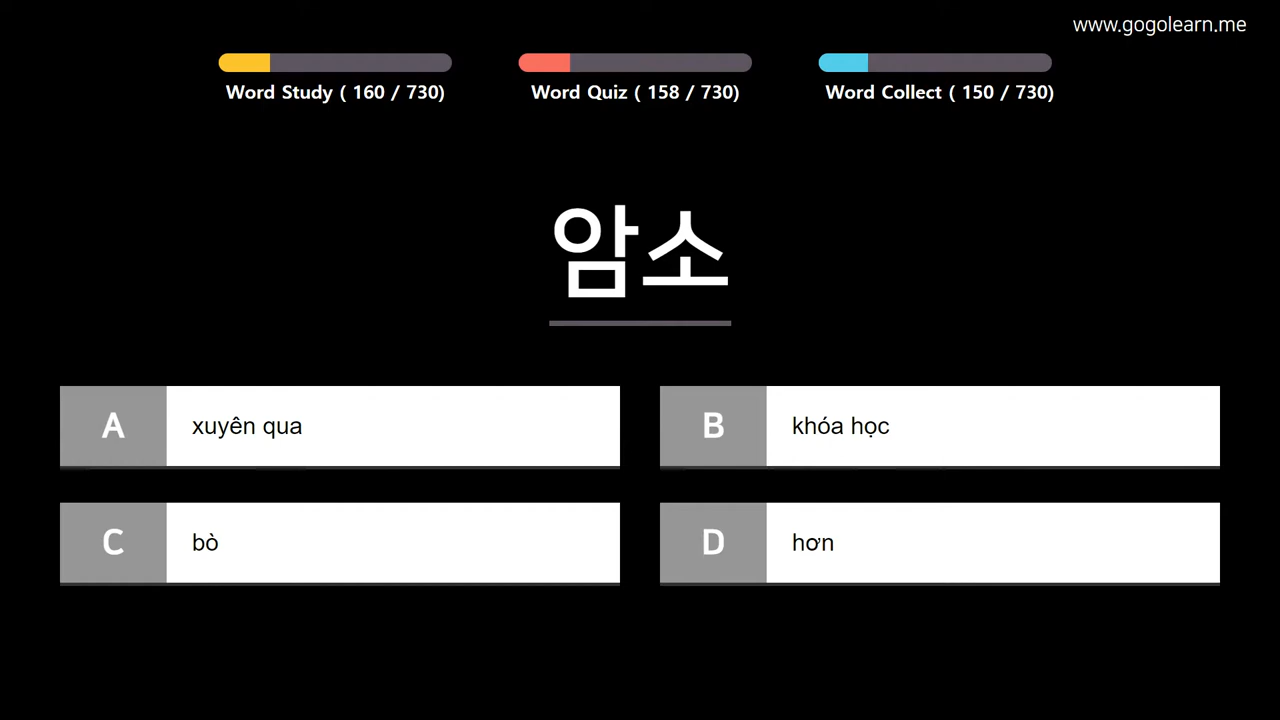 www.gogolearn.me
Word Study ( 160 / 730)
Word Quiz ( 158 / 730)
Word Collect ( 150 / 730)
암소
A xuyên qua
B khóa học
C bò
D hơn